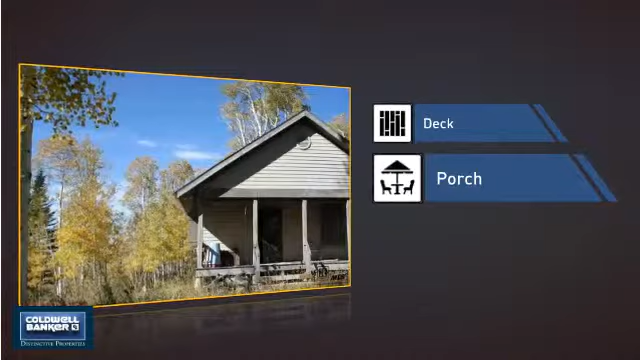 Deck
Porch
COLDWELL
BANKER
DISTINCTIVE PROPERTIES